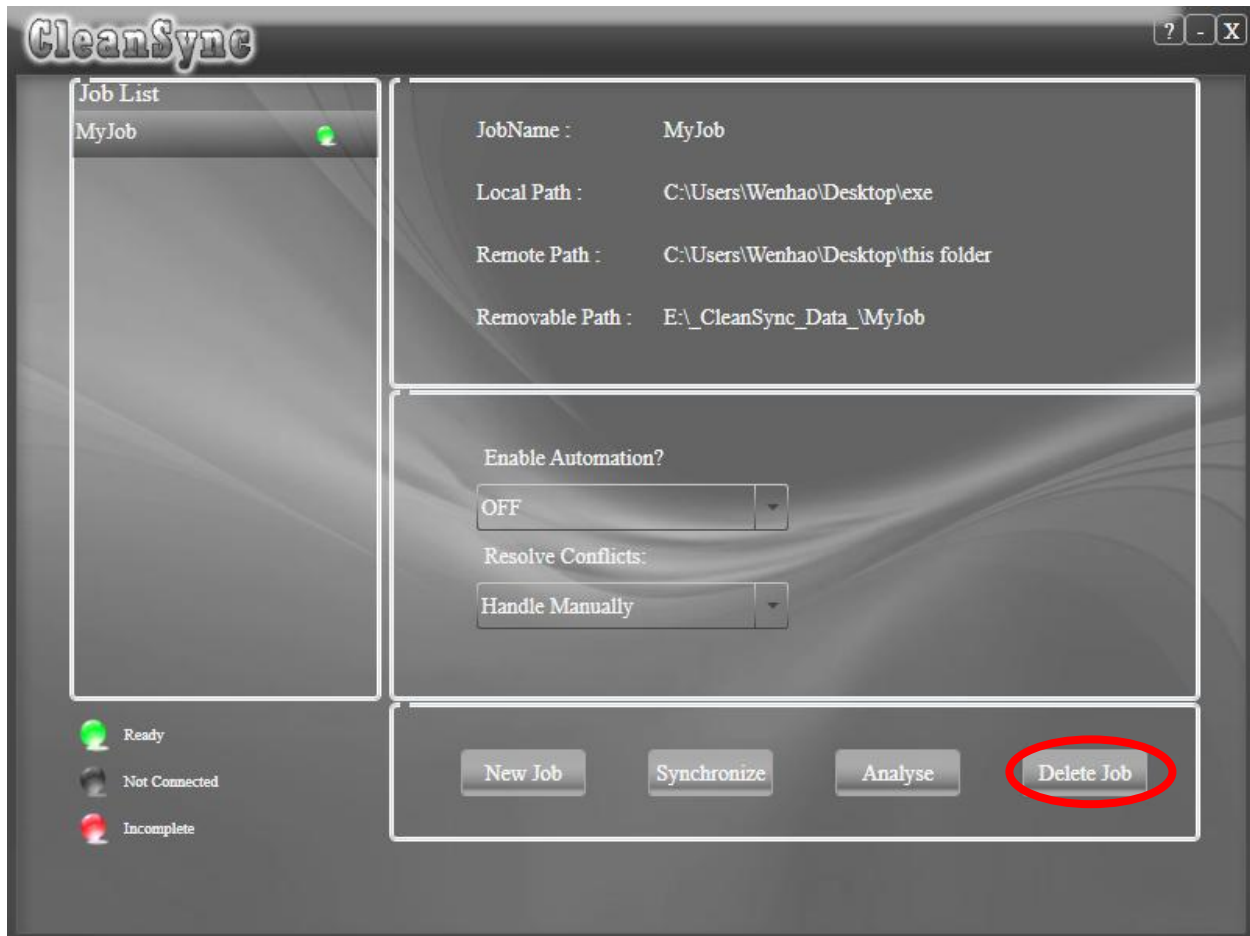 CleanSync
? - X
Job List
MyJob
JobName : MyJob
Local Path : C:\Users\Wenhao\Desktop\exe
Remote Path : C:\Users\Wenhao\Desktop\this folder
Removable Path : E:\_CleanSync_Data_\MyJob
Enable Automation?
OFF
Resolve Conflicts:
Handle Manually
Ready
Not Connected
Incomplete
New Job Synchronize Analyse Delete Job